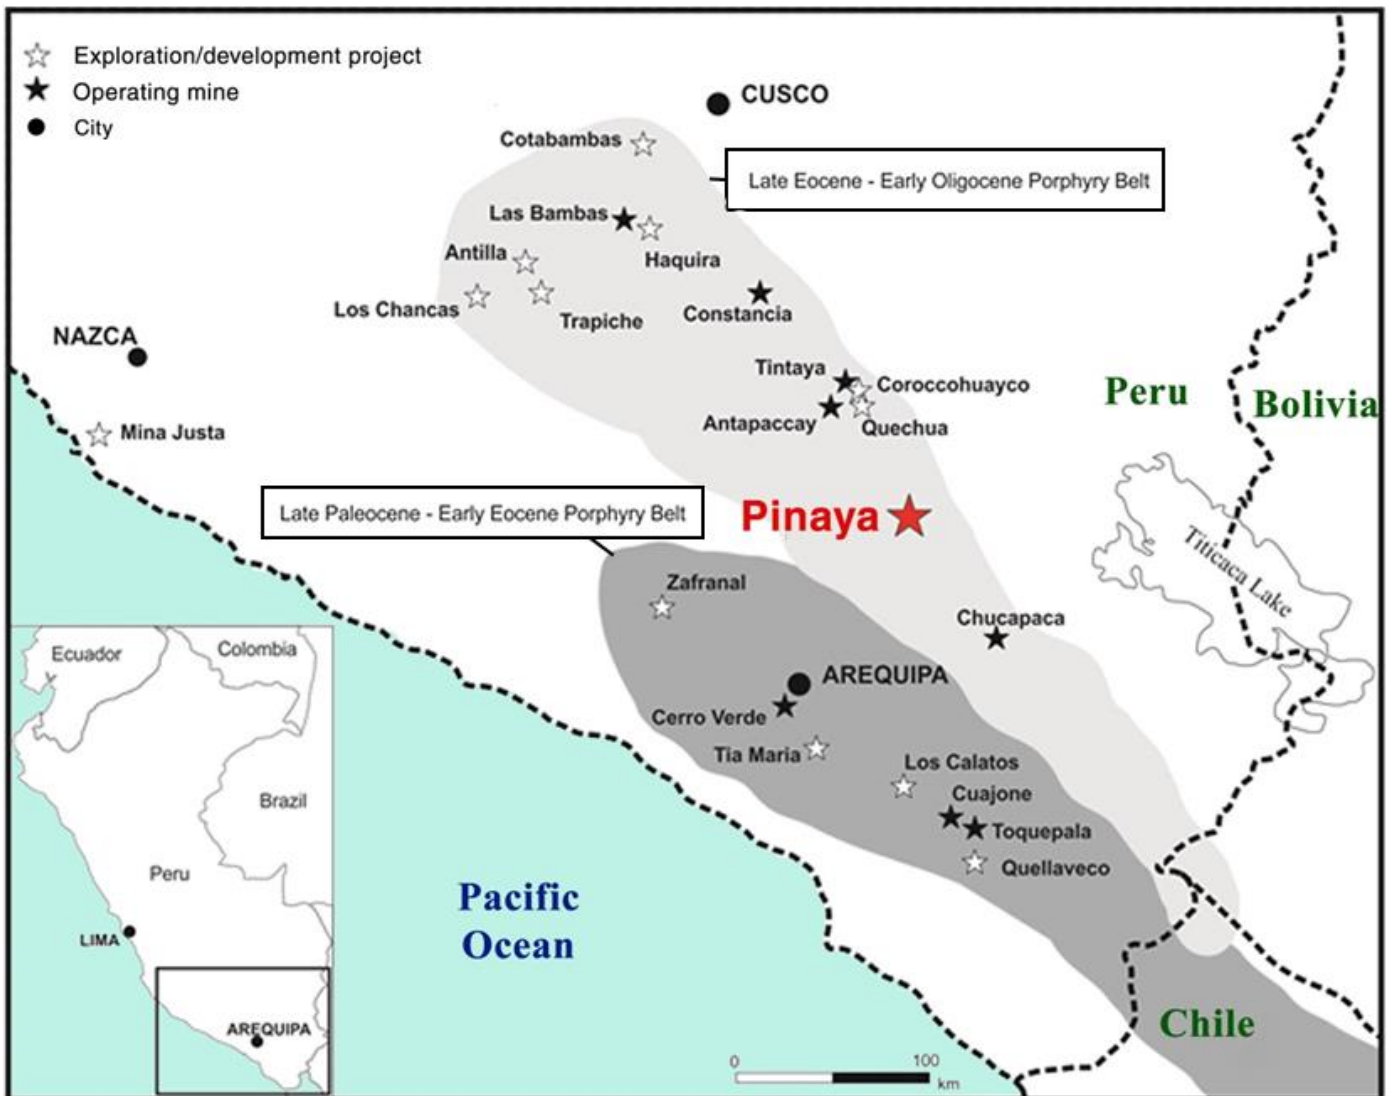 Exploration/development project
Operating mine
City
CUSCO
Cotabambas
Late Eocene - Early Oligocene Porphyry Belt
Las Bambas
Antilla
Haquira
Los Chancas
Trapiche
Constancia
NAZCA
Tintaya
Coroccohuayco
Antapaccay
Quechua
Peru
Bolivia
Mina Justa
Late Paleocene - Early Eocene Porphyry Belt
Pinaya
Titicaca Lake
Zafranal
Chucapaca
AREQUIPA
Cerro Verde
Tia Maria
Los Calatos
Cuajone
Toquepala
Quellaveco
Pacific
Ocean
Chile
0
100
km
Ecuador
Colombia
Brazil
Peru
LIMA
AREQUIPA